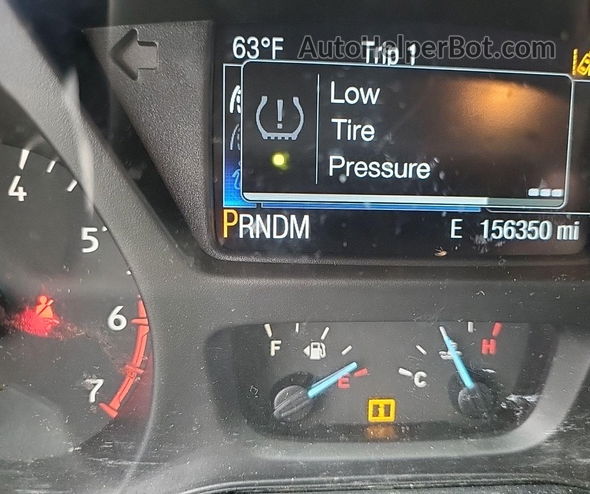 63°F Trip 1
AutoHelperBot.com
!
Low
Tire
Pressure
PRNDM E 156350 mi
4
5
6
7
F E
C H